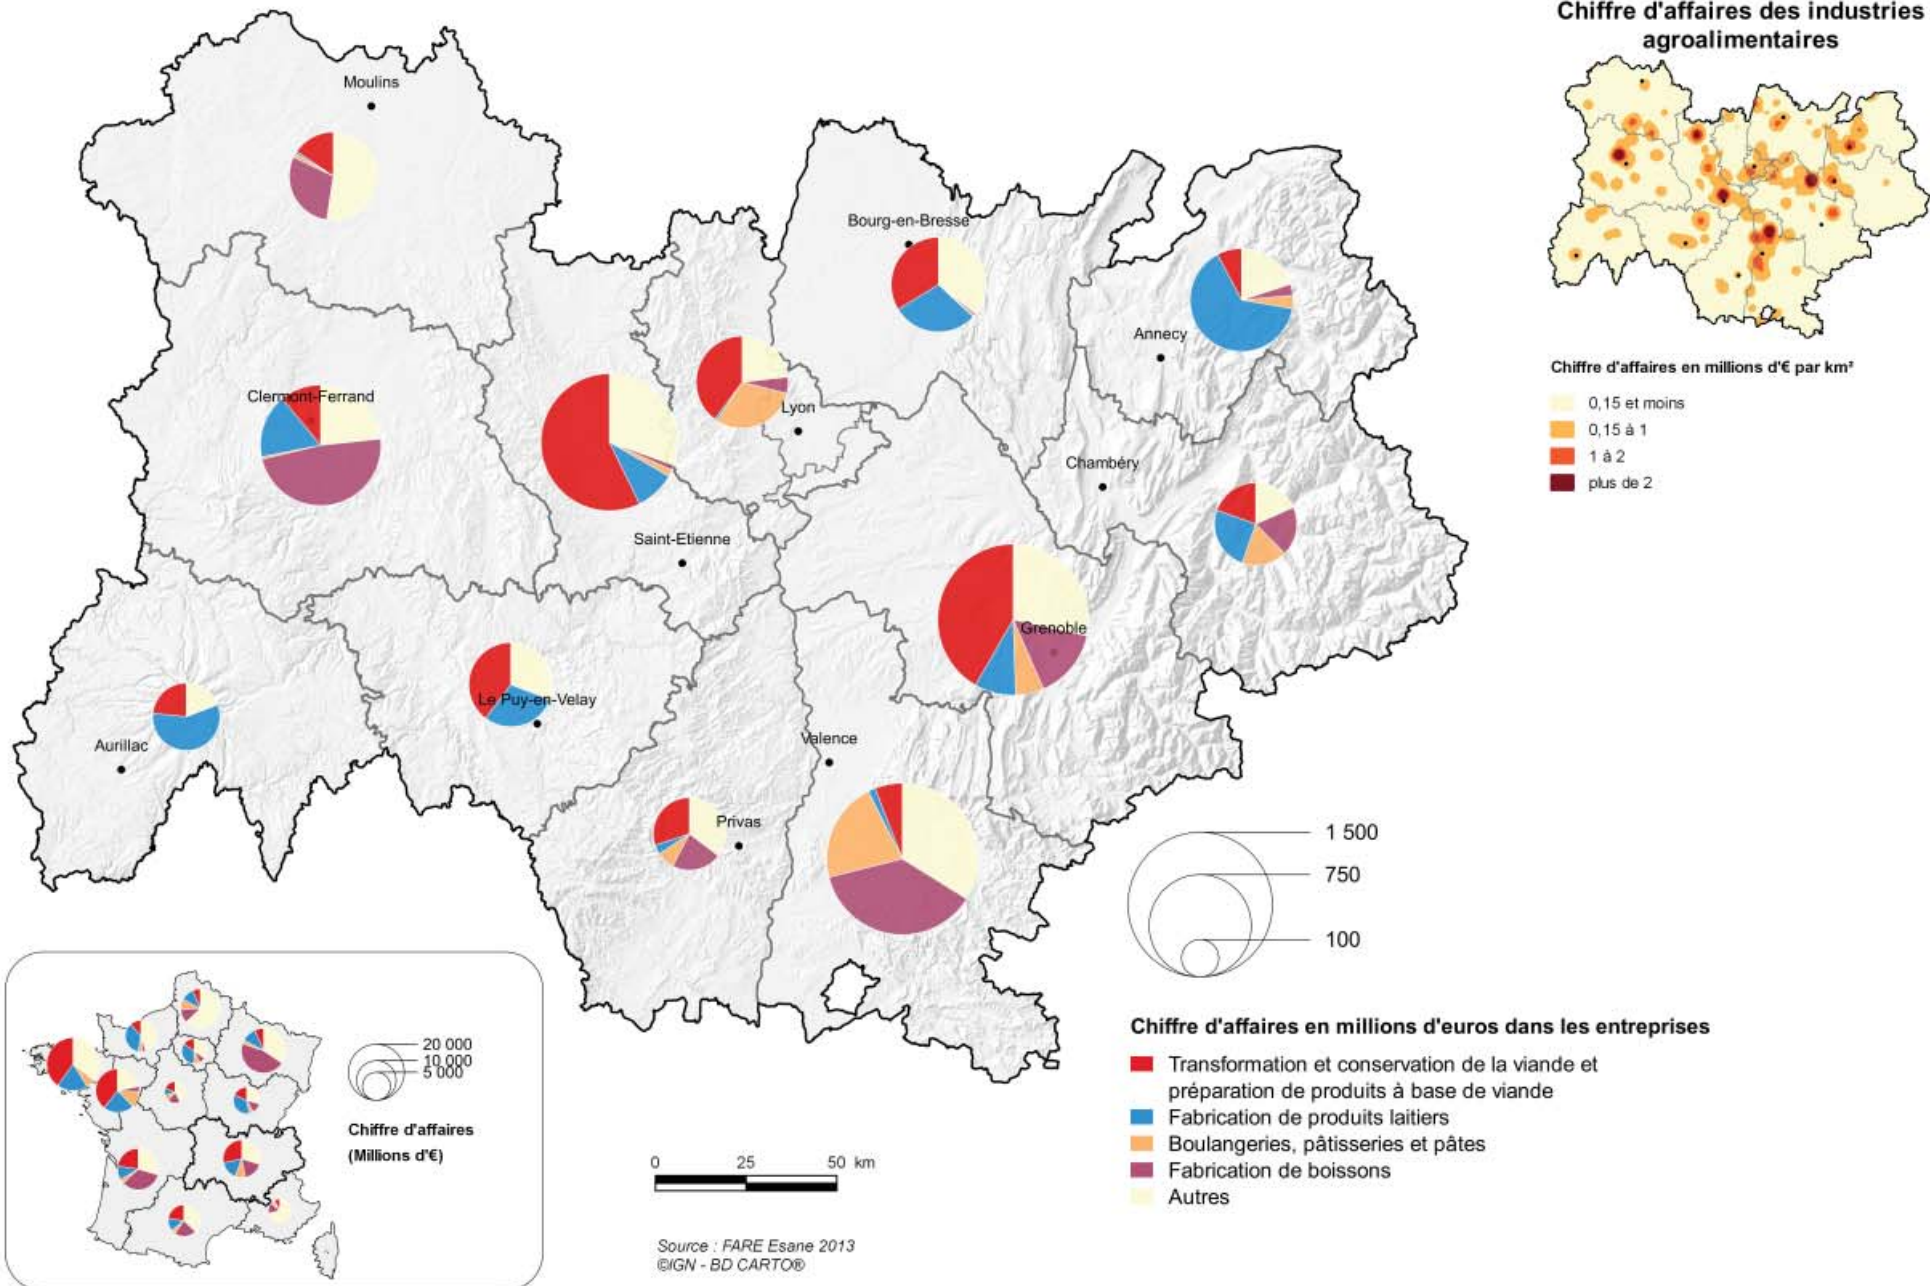 Chiffre d'affaires des industries
agroalimentaires
Moulins
Bourg-en-Bresse
Annecy
Clermont-Ferrand
Lyon
Chambéry
Saint-Etienne
Grenoble
Le Puy-en-Velay
Aurillac
Valence
Privas
Chiffre d'affaires en millions d'€ par km²
0,15 et moins
0,15 à 1
1 à 2
plus de 2
1 500
750
100
Chiffre d'affaires en millions d'euros dans les entreprises
Transformation et conservation de la viande et
préparation de produits à base de viande
Fabrication de produits laitiers
Boulangeries, pâtisseries et pâtes
Fabrication de boissons
Autres
20 000
10 000
5 000
Chiffre d'affaires
(Millions d'€)
0 25 50 km
Source : FARE Esane 2013
©IGN - BD CARTO®